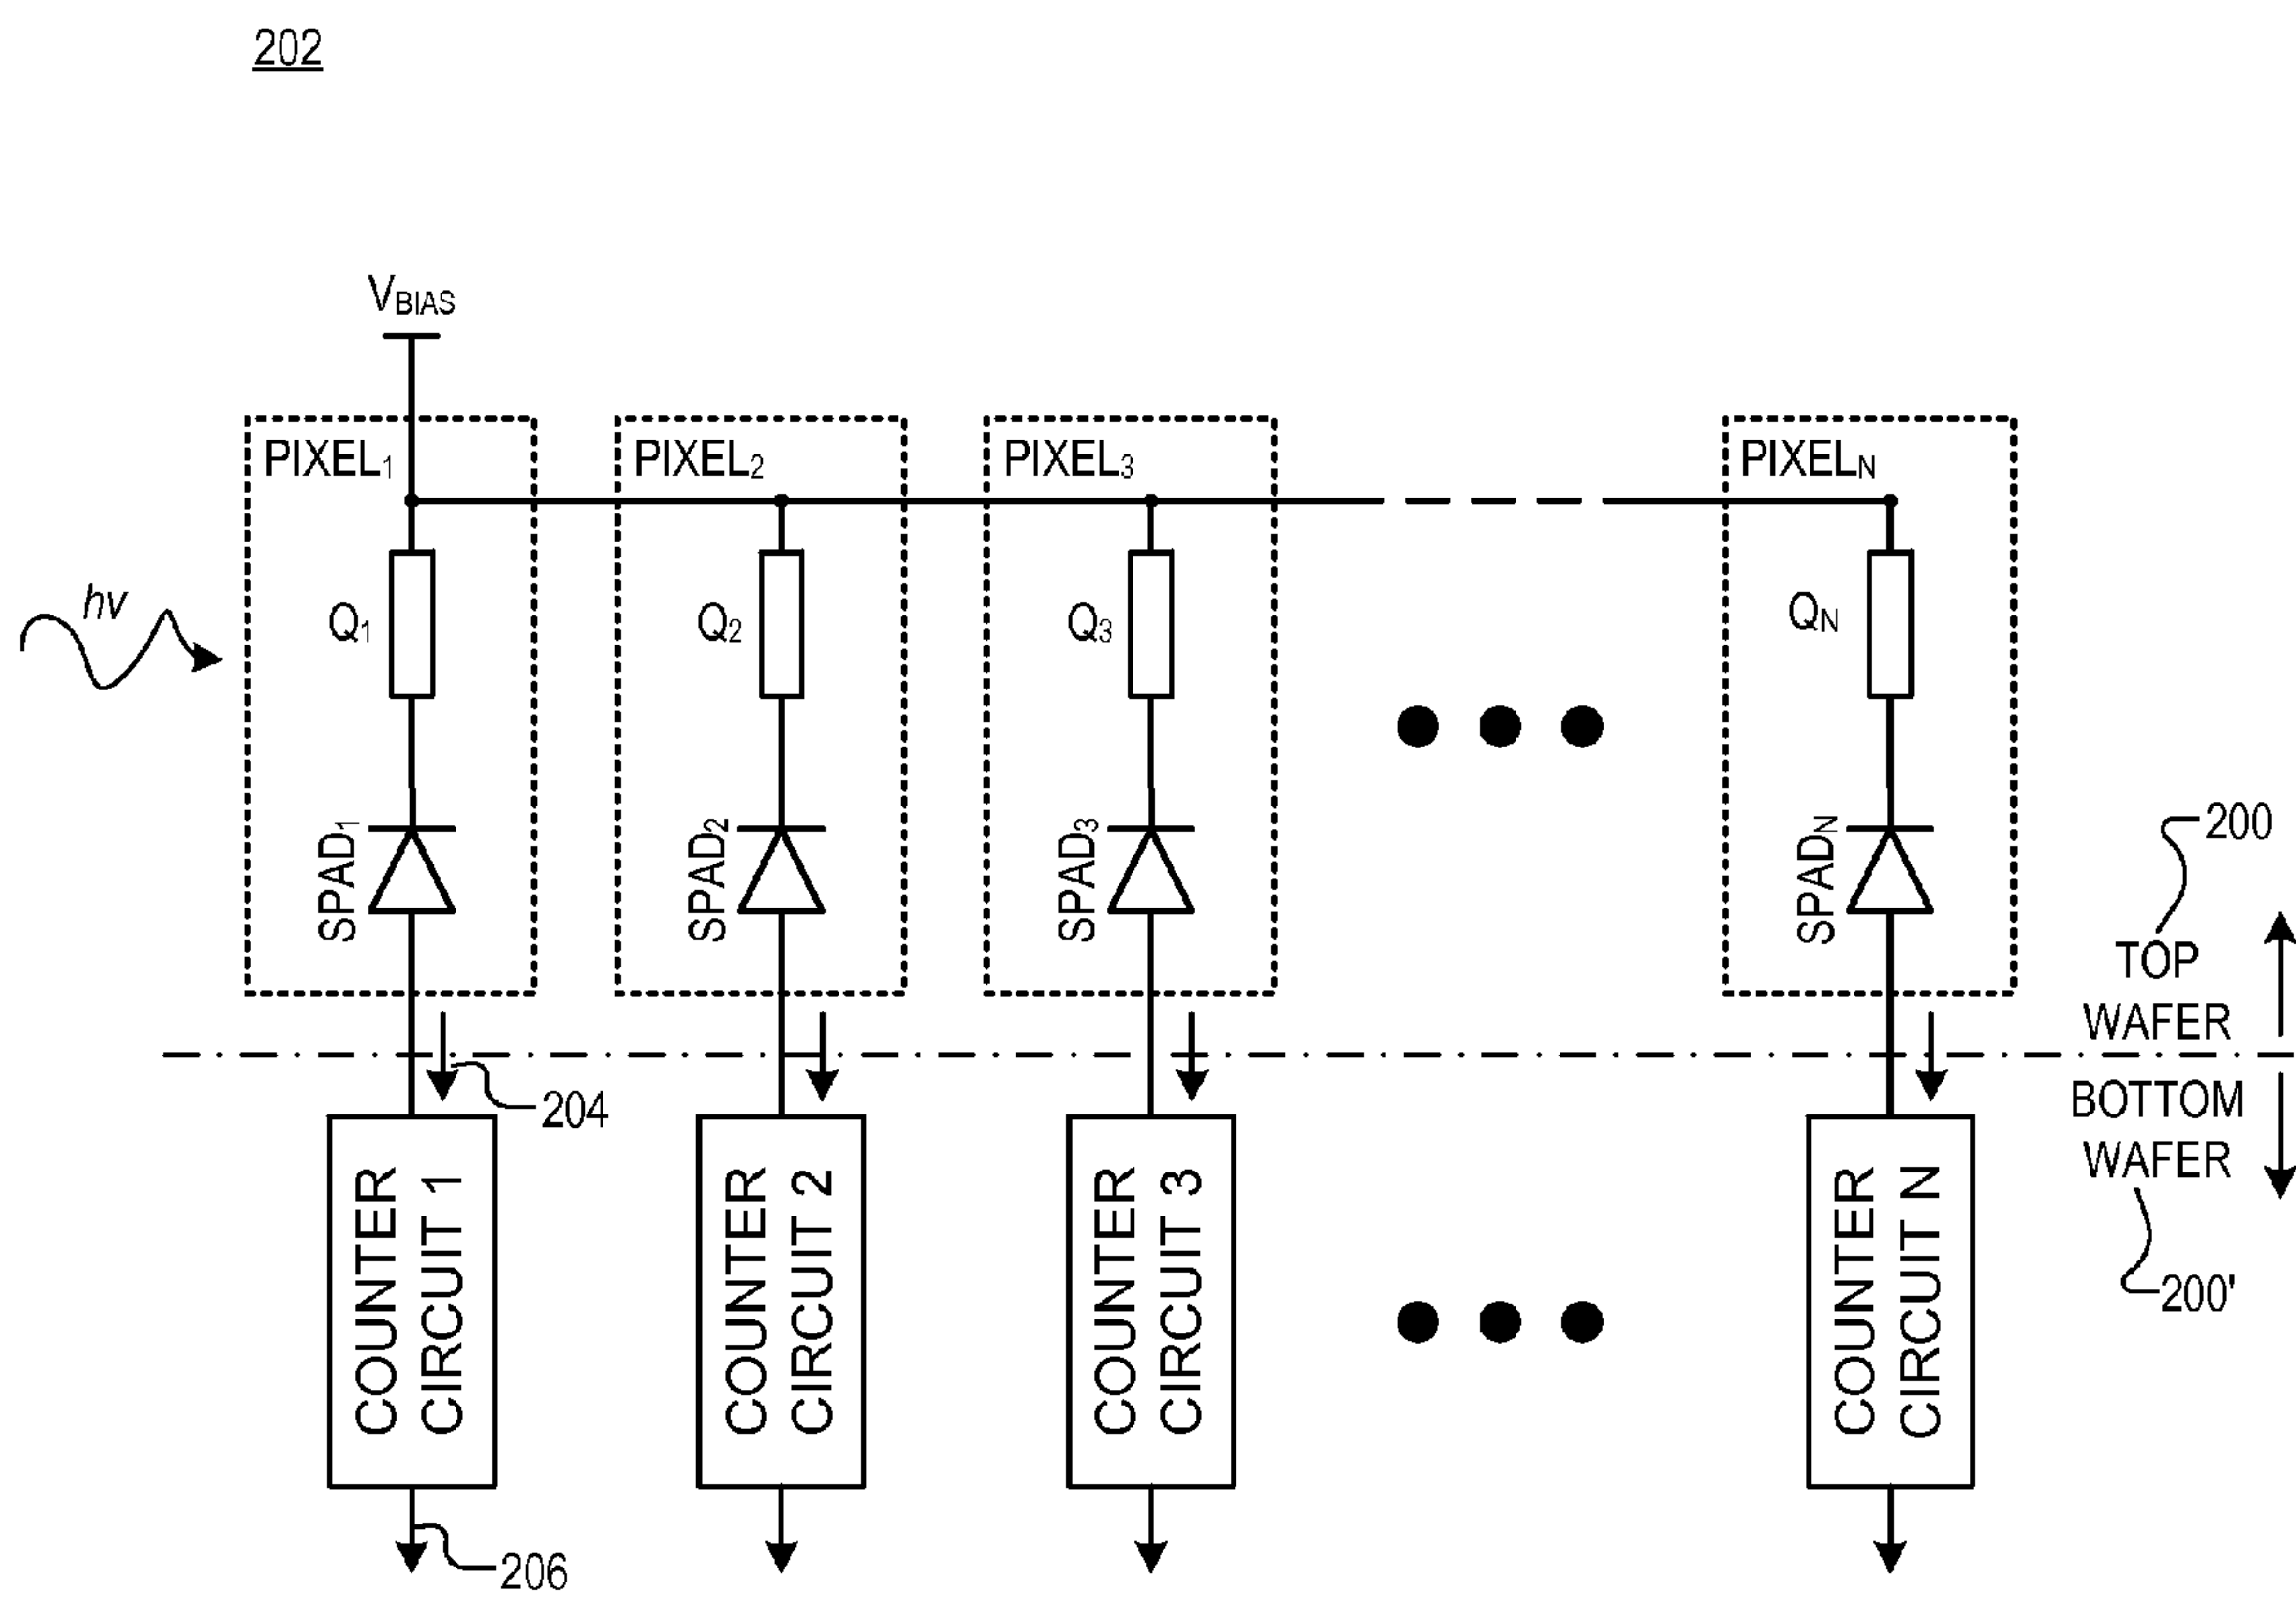 202
VBIAS
PIXEL1
PIXEL2
PIXEL3
PIXELN
hv
Q1
Q2
Q3
QN
SPAD1
SPAD2
SPAD3
SPADN
200
TOP
WAFER
204
BOTTOM
WAFER
200'
COUNTER
CIRCUIT 1
COUNTER
CIRCUIT 2
COUNTER
CIRCUIT 3
COUNTER
CIRCUIT N
206